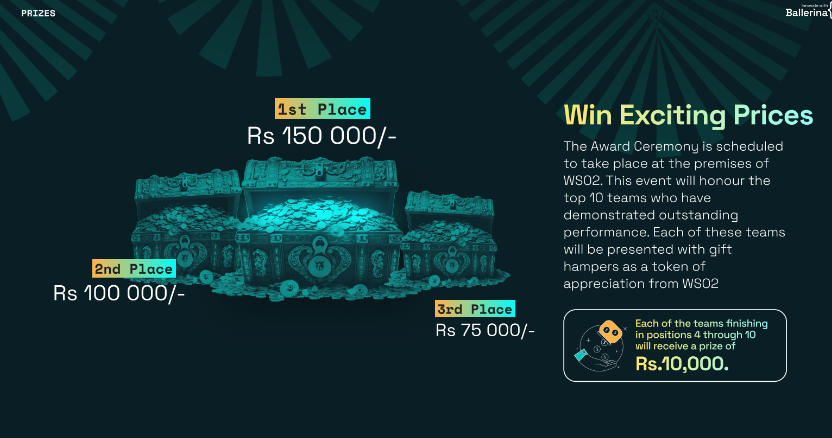 PRIZES
Ballerina
1st Place
Rs 150 000/-
2nd Place
Rs 100 000/-
3rd Place
Rs 75 000/-
Win Exciting Prices
The Award Ceremony is scheduled
to take place at the premises of
WSO2. This event will honour the
top 10 teams who have
demonstrated outstanding
performance. Each of these teams
will be presented with gift
hampers as a token of
appreciation from WSO2
Each of the teams finishing
in positions 4 through 10
will receive a prize of
Rs.10,000.